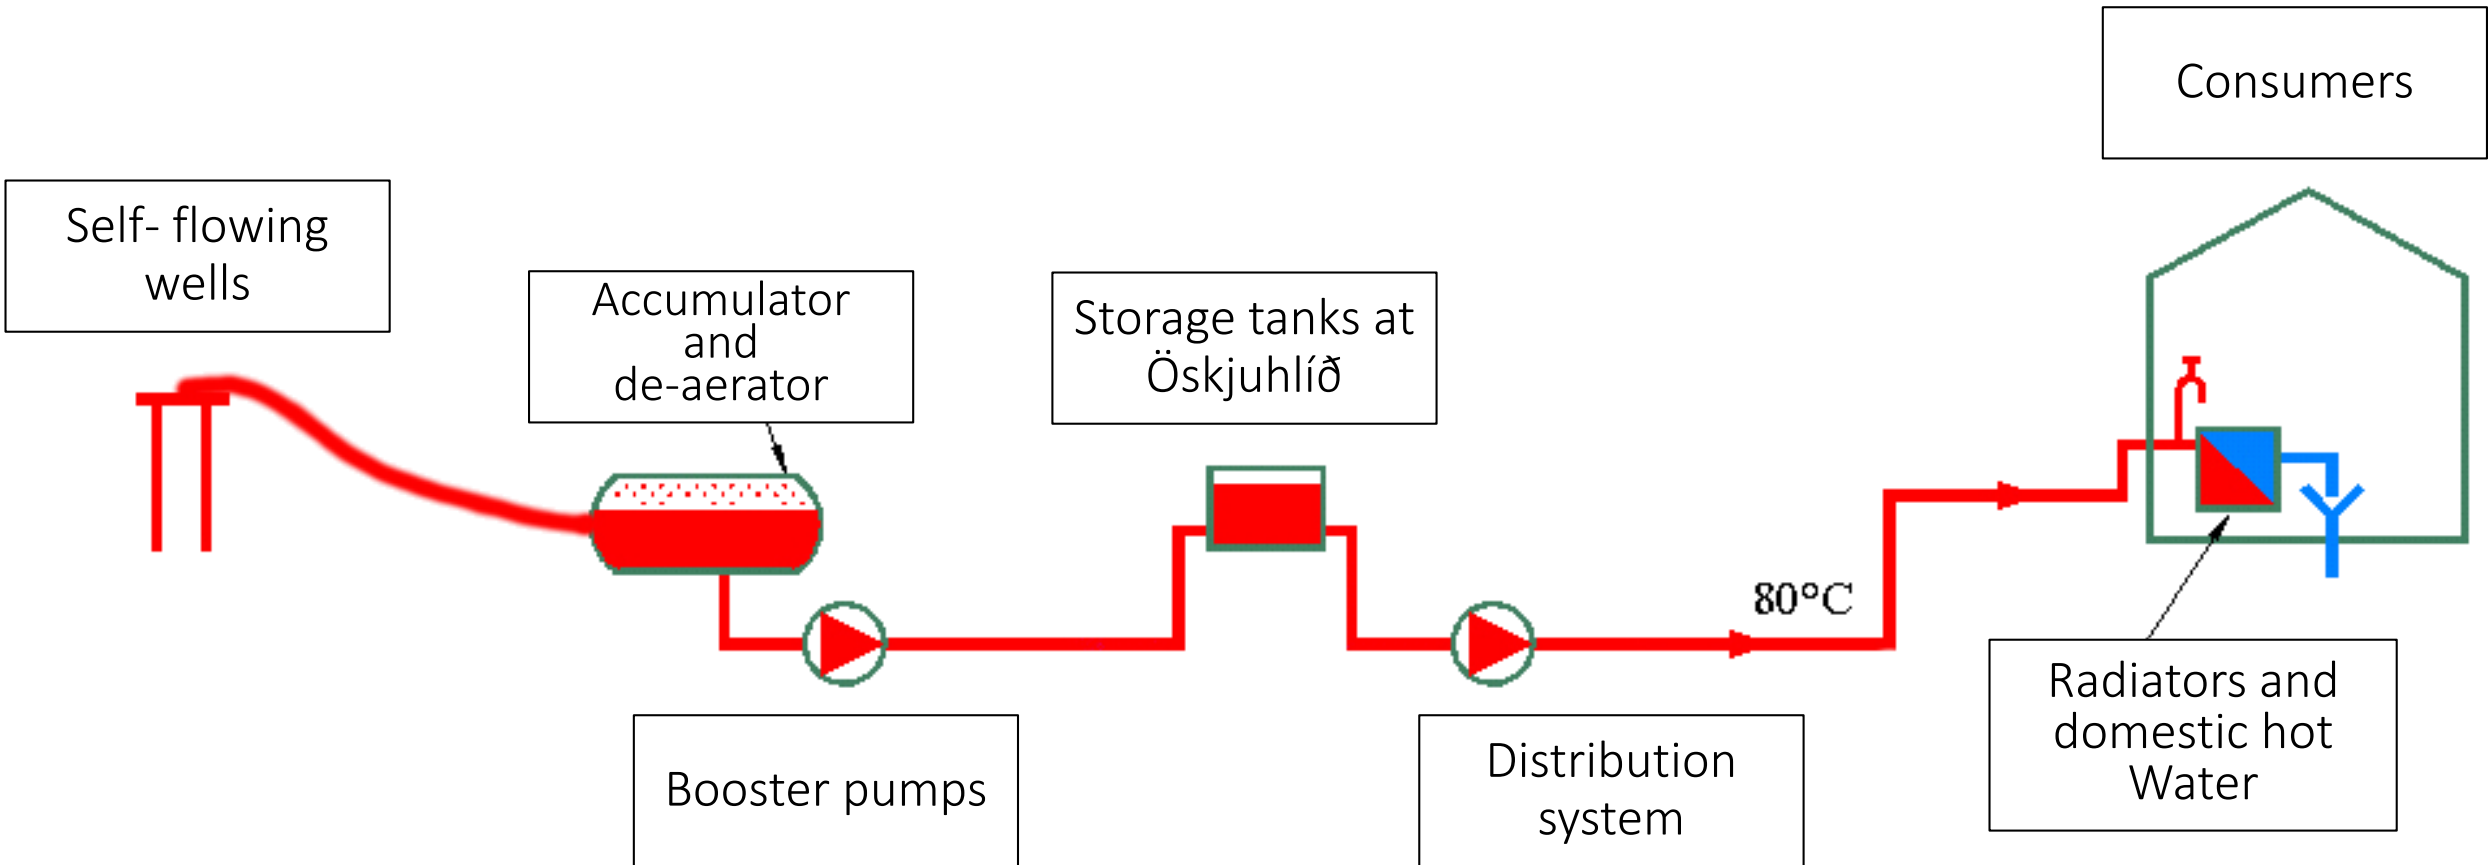 Consumers
Self- flowing
wells
Accumulator
and
de-aerator
Storage tanks at
Öskjuhlíð
80°C
Radiators and
domestic hot
Water
Booster pumps
Distribution
system